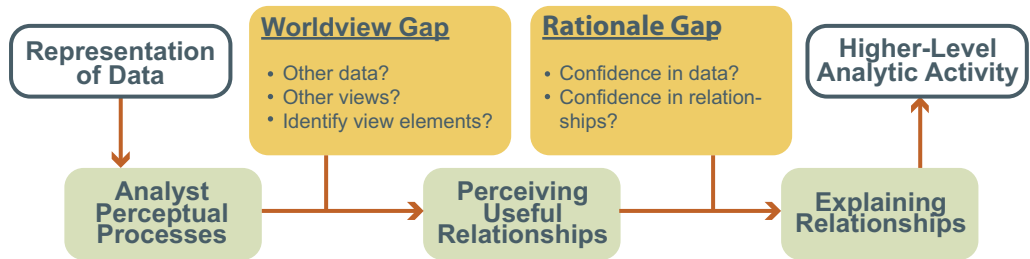 Representation
of Data
Worldview Gap
• Other data?
• Other views?
• Identify view elements?
Rationale Gap
• Confidence in data?
• Confidence in relation-
ships?
Higher-Level
Analytic Activity
Analyst
Perceptual
Processes
Perceiving
Useful
Relationships
Explaining
Relationships